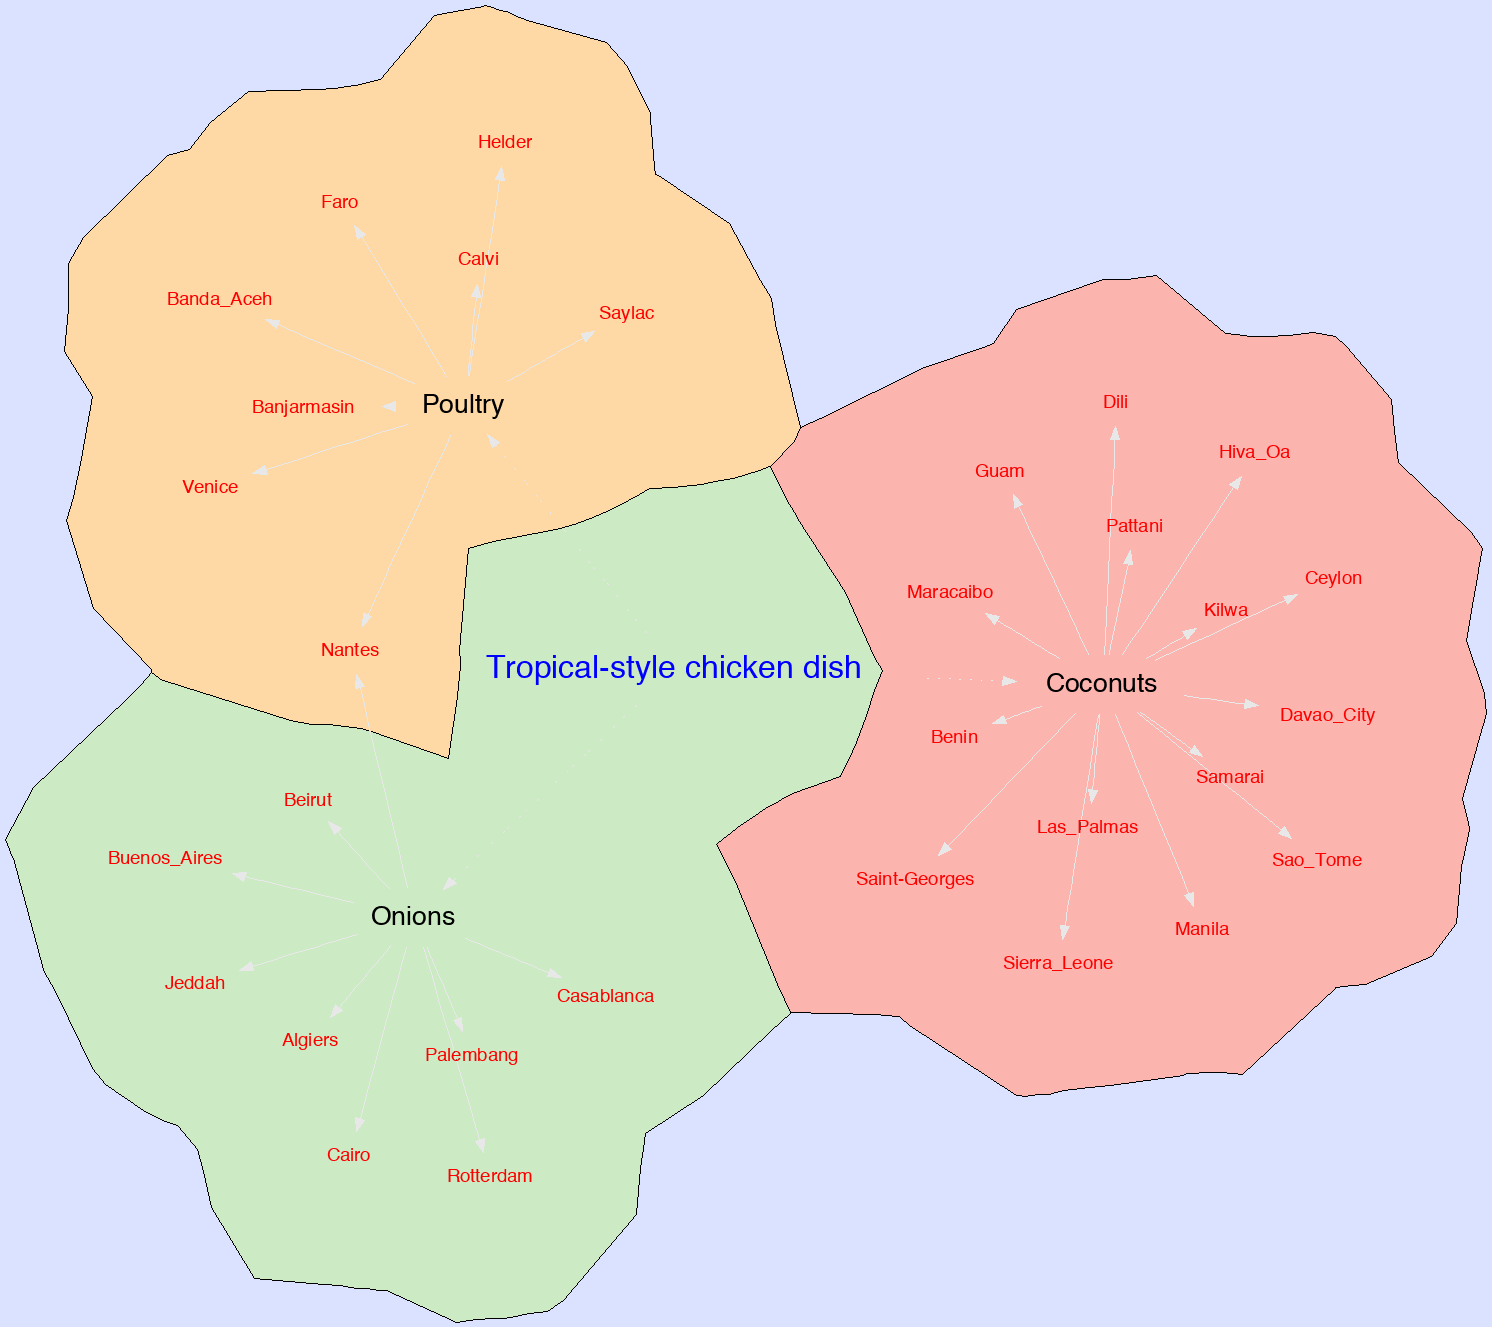 Helder
Faro
Calvi
Banda_Aceh
Saylac
Banjarmasin
Poultry
Venice
Nantes
Dili
Hiva_Oa
Guam
Pattani
Ceylon
Maracaibo
Kilwa
Tropical-style chicken dish
Coconuts
Davao_City
Benin
Samarai
Las_Palmas
Sao_Tome
Saint-Georges
Manila
Sierra_Leone
Beirut
Buenos_Aires
Onions
Jeddah
Casablanca
Algiers
Palembang
Cairo
Rotterdam